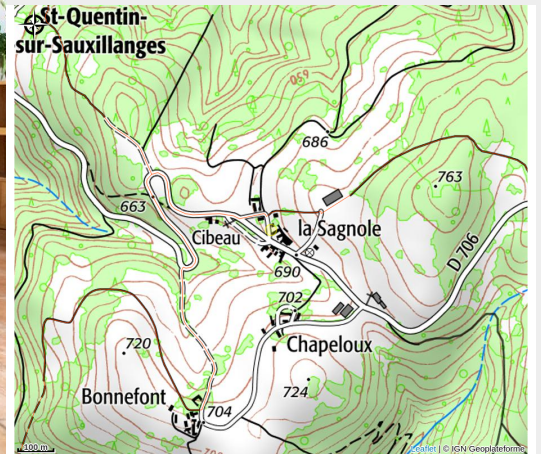 St-Quentin-
sur-Sauxillanges
650
686
763
663
Cibeau
la Sagnole
690
D 706
702
720
Chapeloux
724
Bonnefont
704
100 m
Leaflet | © IGN Geoplateforme